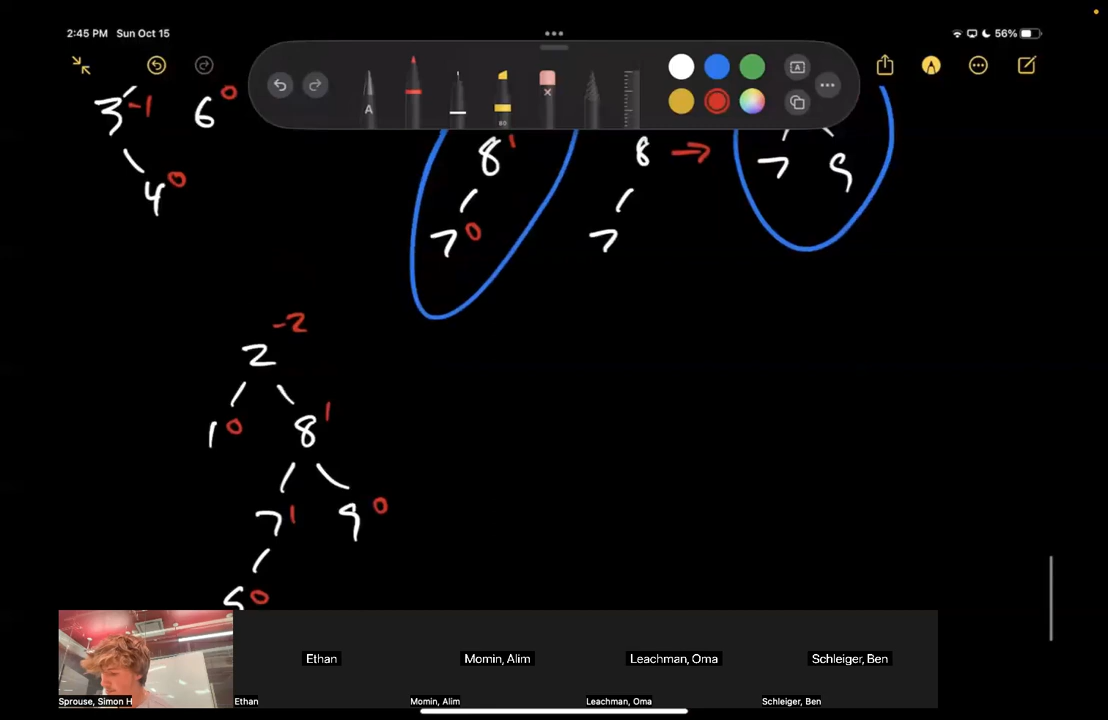 2:45 PM Sun Oct 15
56%
A
80
A
3 -1 6 0
4 0
8 1
7 0
8 →
7
7 9
2 -2
1 0 8 1
7 1 9 0
5 0
Ethan
Momin, Alim
Leachman, Oma
Schleiger, Ben
Sprouse, Simon H
Ethan
Momin, Alim
Leachman, Oma
Schleiger, Ben